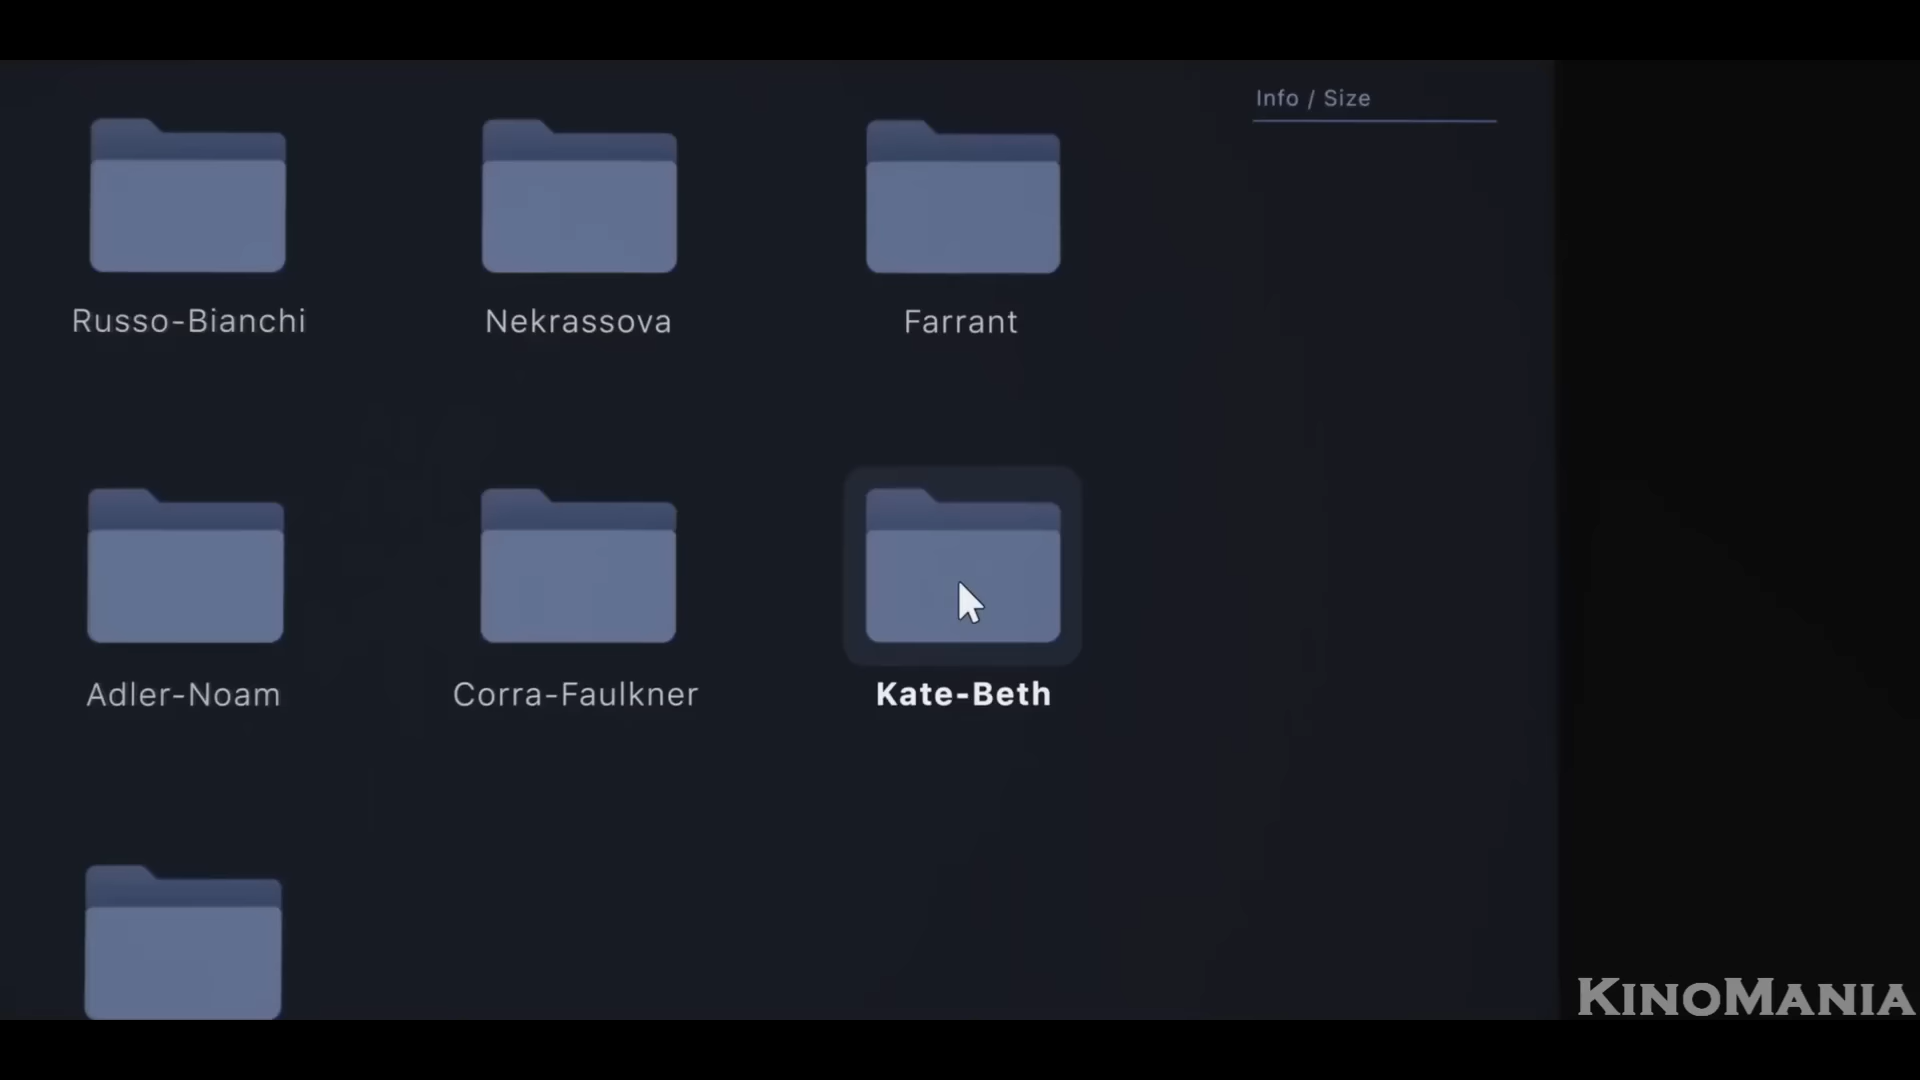 Info / Size
Russo-Bianchi
Nekrassova
Farrant
Adler-Noam
Corra-Faulkner
Kate-Beth
KINOMANIA